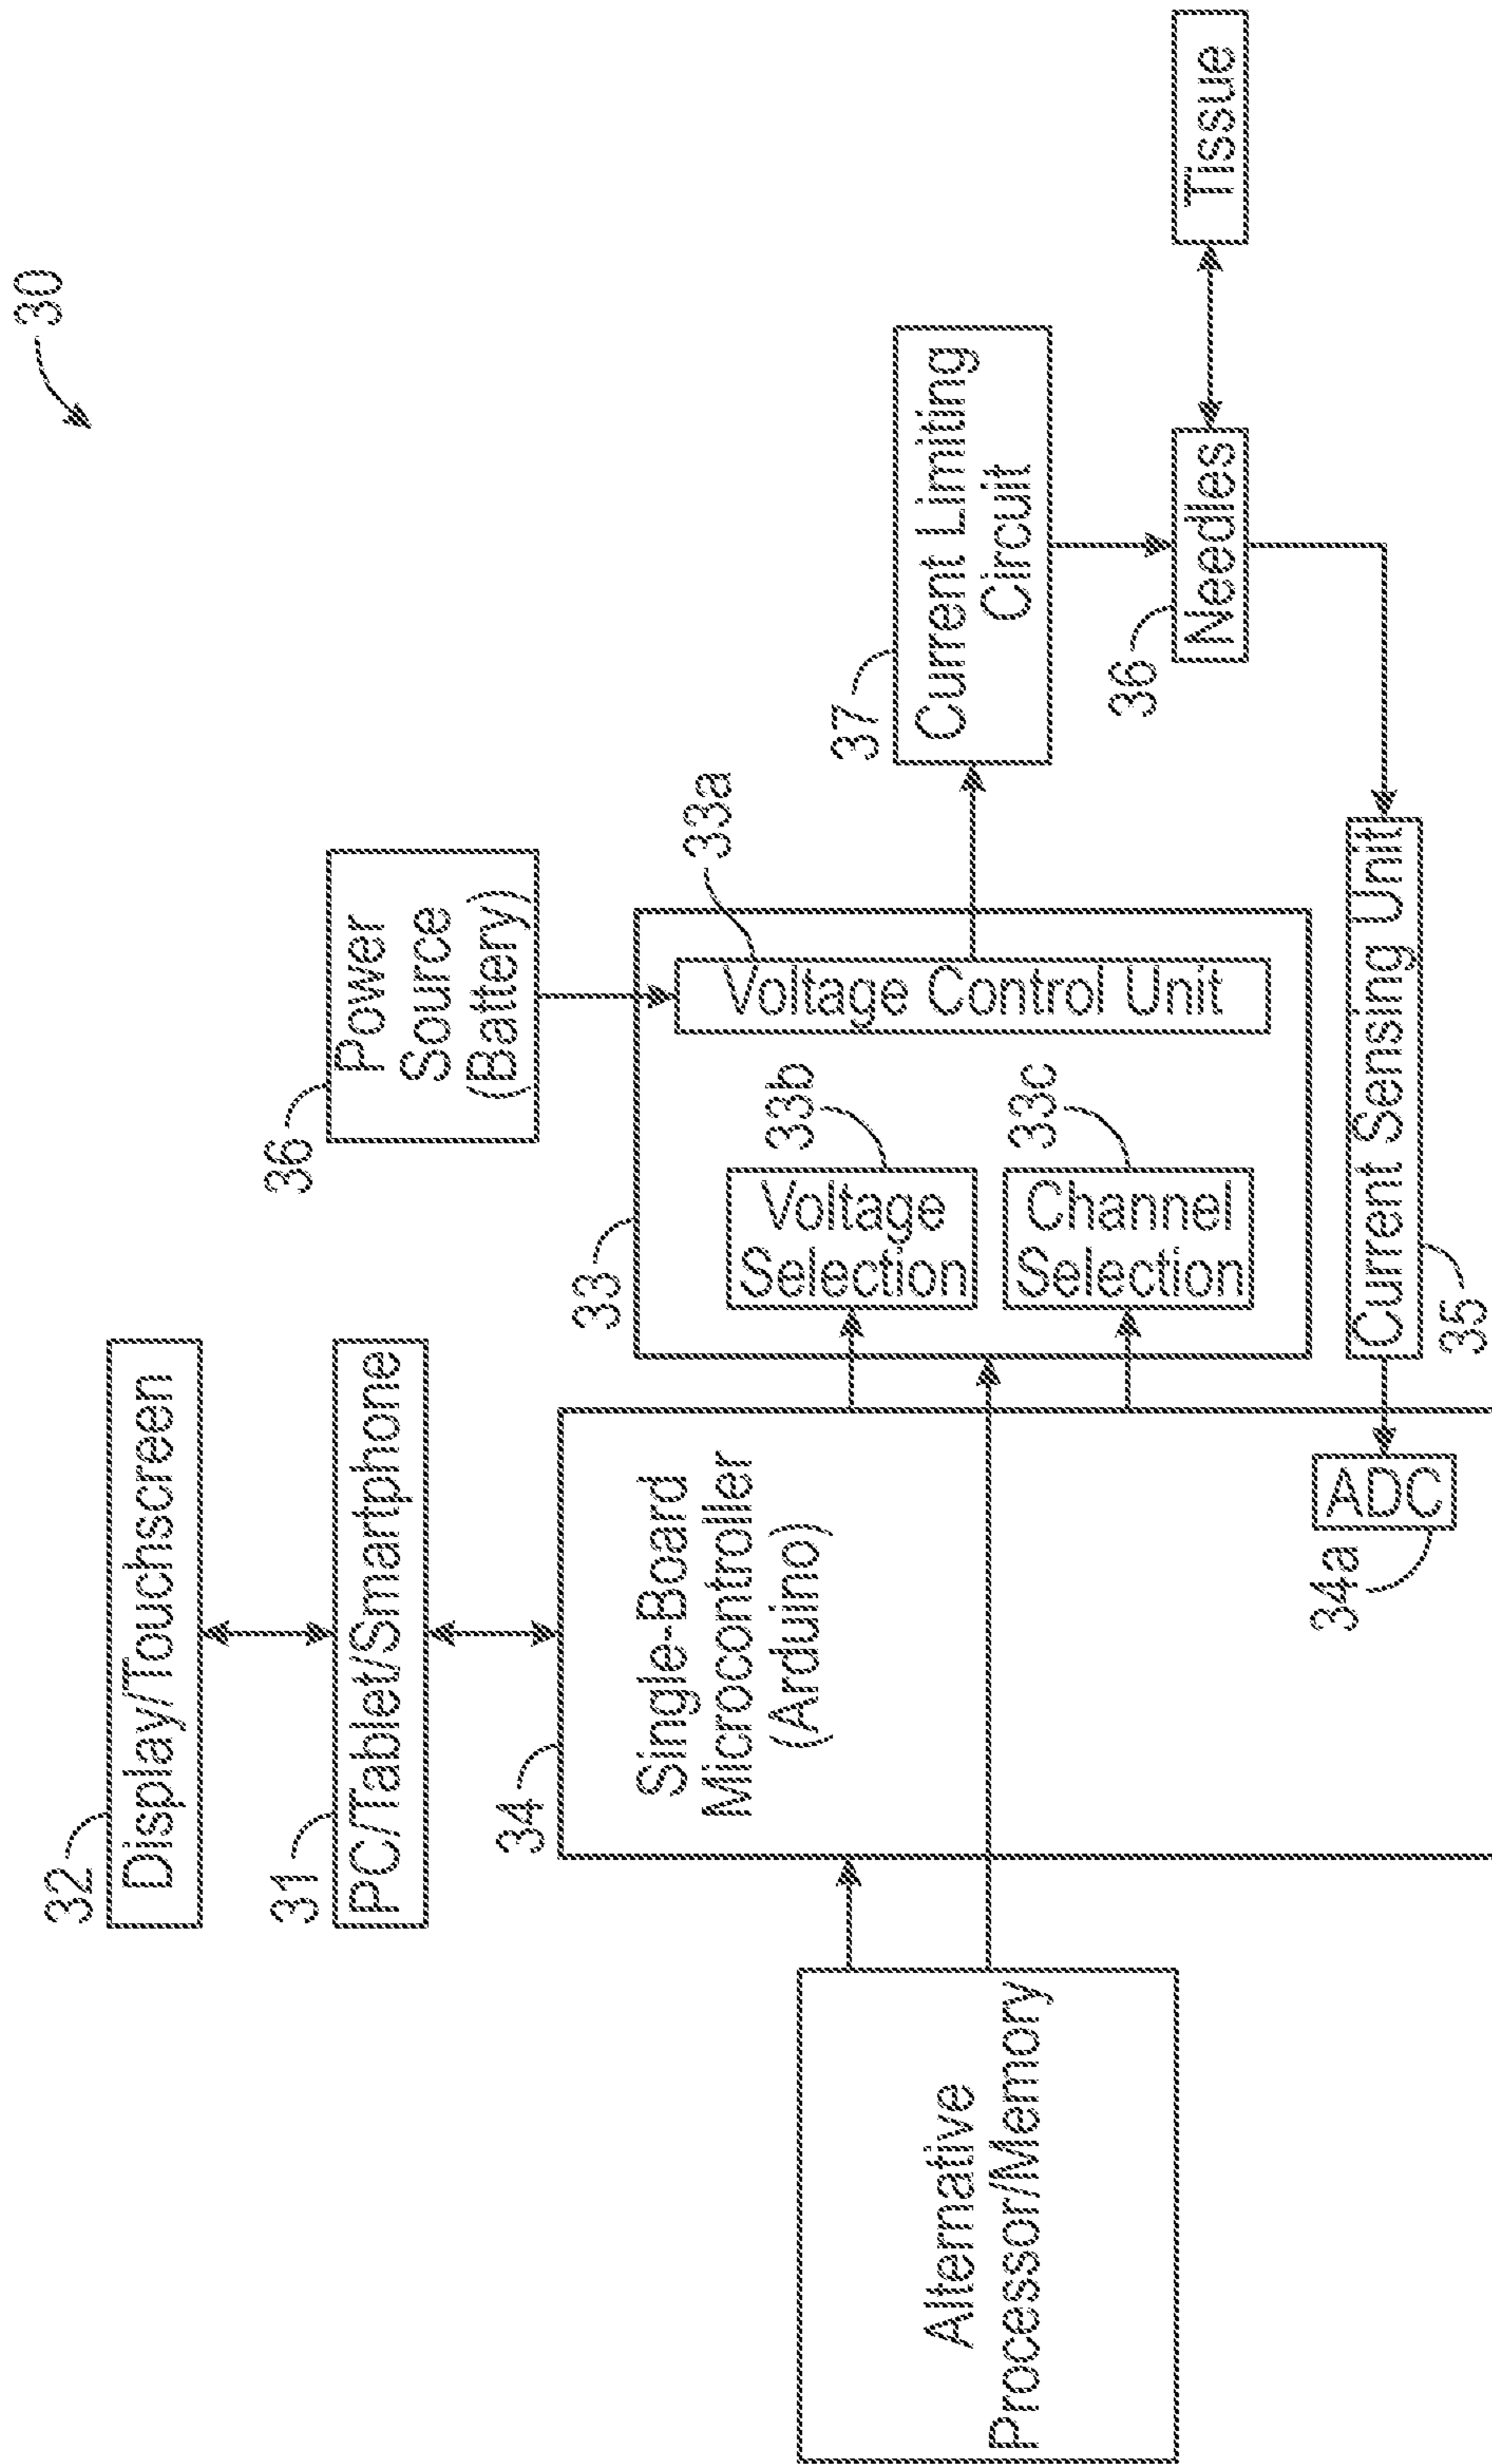 30
32
Display/Touchscreen
31
PC/Tablet/Smartphone
36
Power
Source
(Battery)
34
Single-Board
Microcontroller
(Arduino)
33
33a
Voltage Control Unit
33b
Voltage
Selection
33c
Channel
Selection
37
Current Limiting
Circuit
Alternative
Processor/Memory
36
Needles
Tissue
34a
ADC
35
Current Sensing Unit